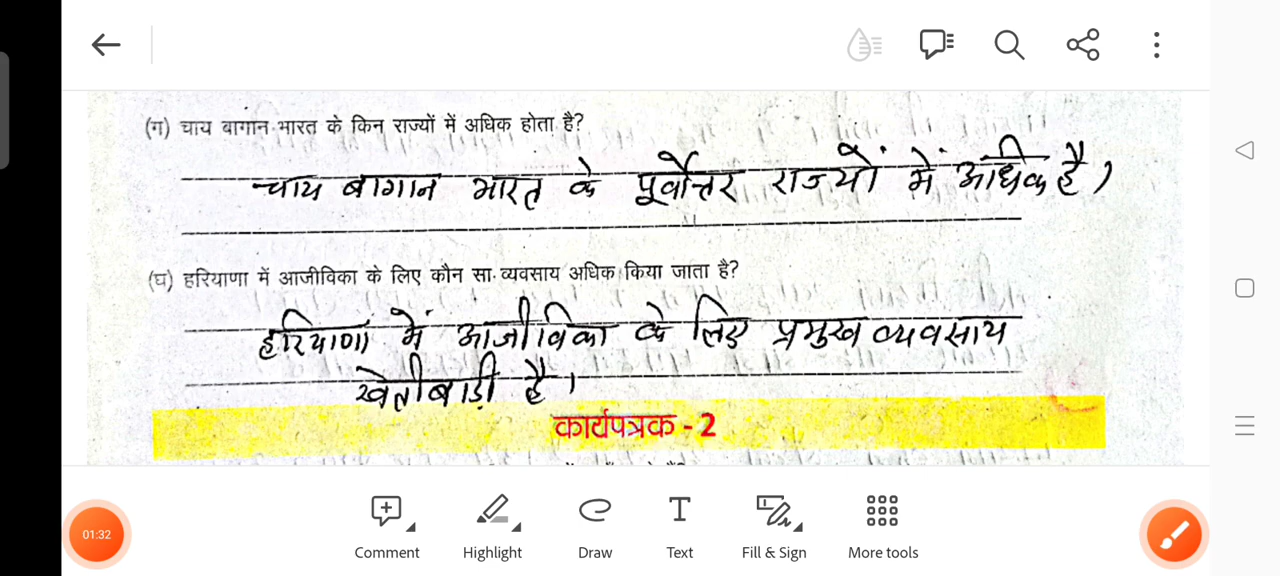 (ग) चाय बागान भारत के किन राज्यों में अधिक होता है?
चाय बागान भारत के पूर्वोत्तर राज्यों में अधिक है।
(घ) हरियाणा में आजीविका के लिए कौन सा व्यवसाय अधिक किया जाता है?
हरियाणा में आजीविका के लिए प्रमुख व्यवसाय
खेतीबाड़ी है।
कार्यपत्रक - 2
01:32
Comment
Highlight
Draw
Text
Fill & Sign
More tools